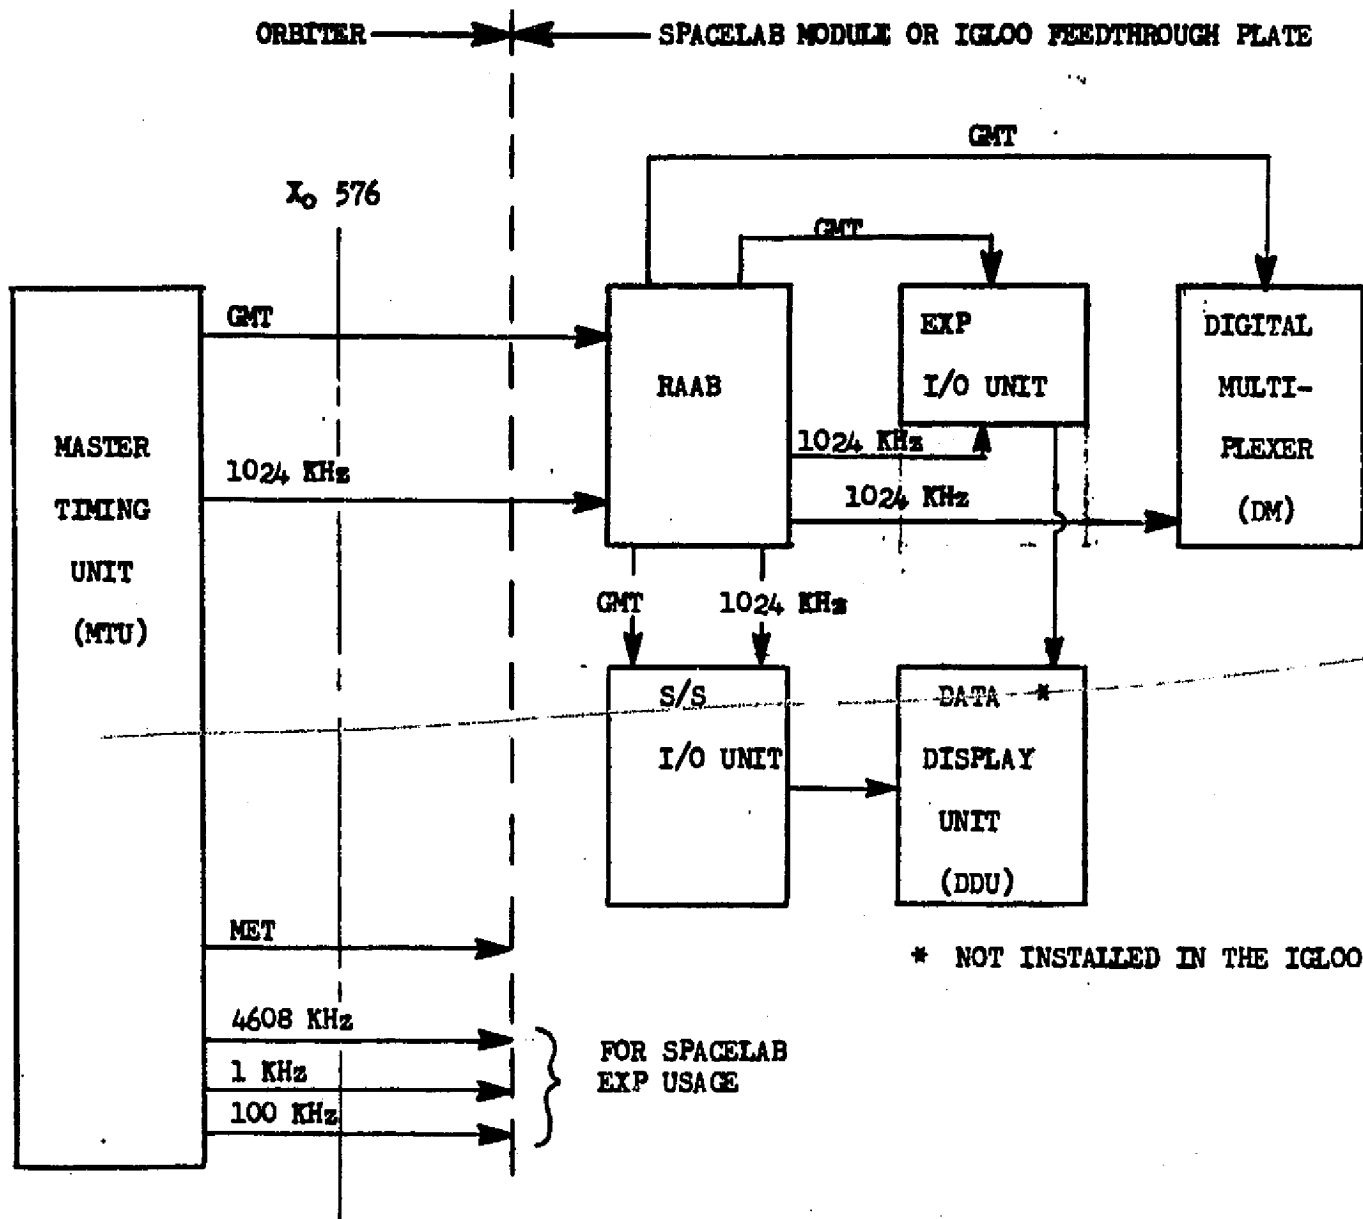 ORBITER
SPACELAB MODULE OR IGLOO FEEDTHROUGH PLATE
GMT
X₀ 576
GMT
GMT
EXP
I/O UNIT
DIGITAL
MULTI-
PLEXER
(DM)
RAAB
MASTER
TIMING
UNIT
(MTU)
1024 KHz
1024 KHz
1024 KHz
GMT
1024 KHz
S/S
I/O UNIT
DATA *
DISPLAY
UNIT
(DDU)
MET
* NOT INSTALLED IN THE IGLOO
4608 KHz
1 KHz
100 KHz
FOR SPACELAB
EXP USAGE